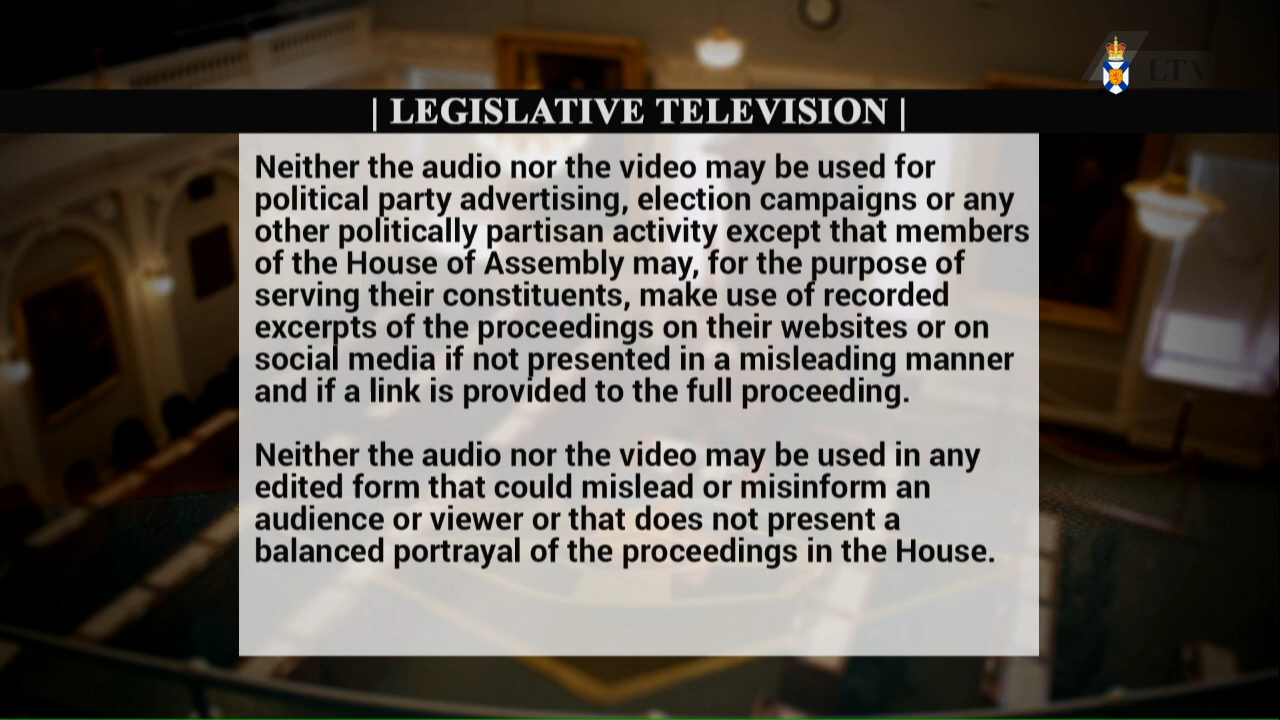 LTV
| LEGISLATIVE TELEVISION |
Neither the audio nor the video may be used for
political party advertising, election campaigns or any
other politically partisan activity except that members
of the House of Assembly may, for the purpose of
serving their constituents, make use of recorded
excerpts of the proceedings on their websites or on
social media if not presented in a misleading manner
and if a link is provided to the full proceeding.
Neither the audio nor the video may be used in any
edited form that could mislead or misinform an
audience or viewer or that does not present a
balanced portrayal of the proceedings in the House.